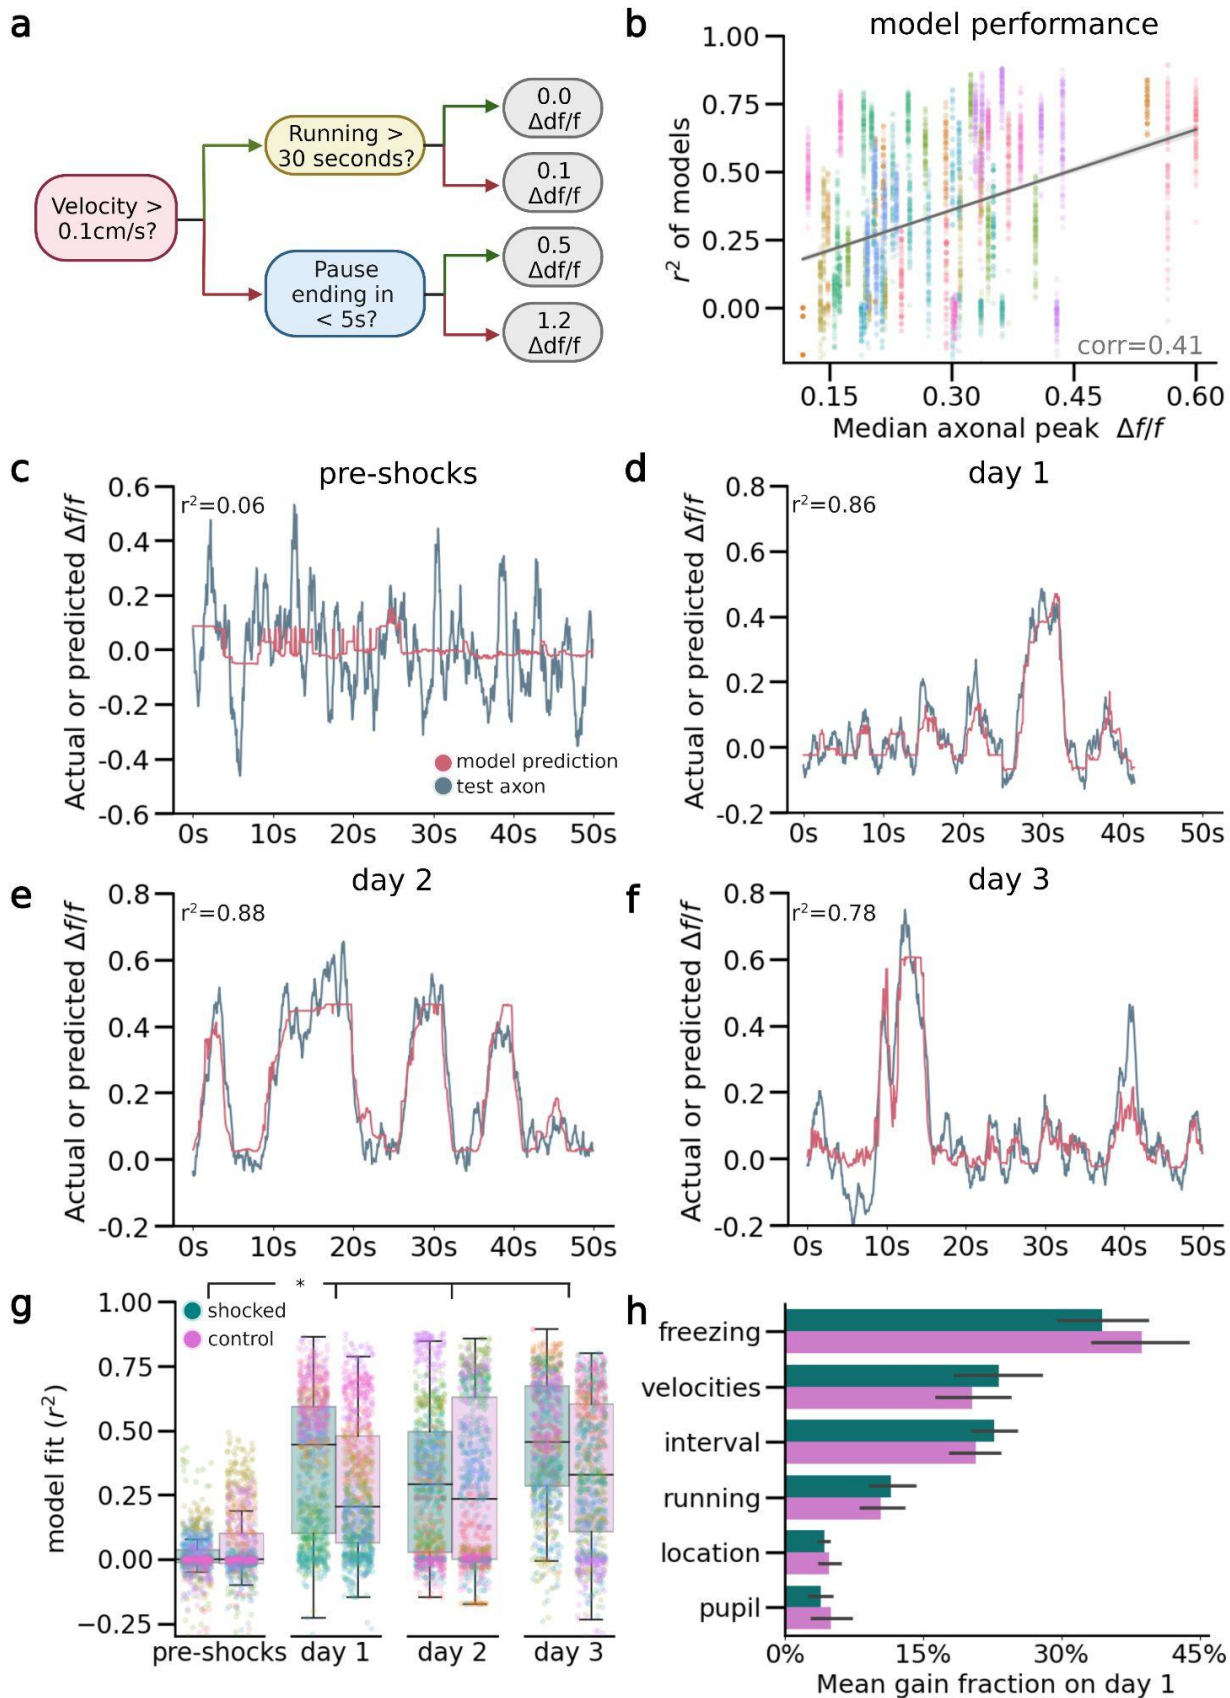 a
Velocity >
0.1cm/s?
Running >
30 seconds?
Pause
ending in
< 5s?
0.0
Δdf/f
0.1
Δdf/f
0.5
Δdf/f
1.2
Δdf/f
b
model performance
r² of models
1.00
0.75
0.50
0.25
0.00
corr=0.41
0.15 0.30 0.45 0.60
Median axonal peak Δf/f
c
pre-shocks
r²=0.06
Actual or predicted Δf/f
0.6
0.4
0.2
0.0
-0.2
-0.4
-0.6
model prediction
test axon
0s 10s 20s 30s 40s 50s
d
day 1
r²=0.86
Actual or predicted Δf/f
0.8
0.6
0.4
0.2
0.0
-0.2
0s 10s 20s 30s 40s 50s
e
day 2
r²=0.88
Actual or predicted Δf/f
0.8
0.6
0.4
0.2
0.0
-0.2
0s 10s 20s 30s 40s 50s
f
day 3
r²=0.78
Actual or predicted Δf/f
0.8
0.6
0.4
0.2
0.0
-0.2
0s 10s 20s 30s 40s 50s
g
*
shocked
control
model fit (r²)
1.00
0.75
0.50
0.25
0.00
−0.25
pre-shocks day 1 day 2 day 3
h
freezing
velocities
interval
running
location
pupil
0% 15% 30% 45%
Mean gain fraction on day 1